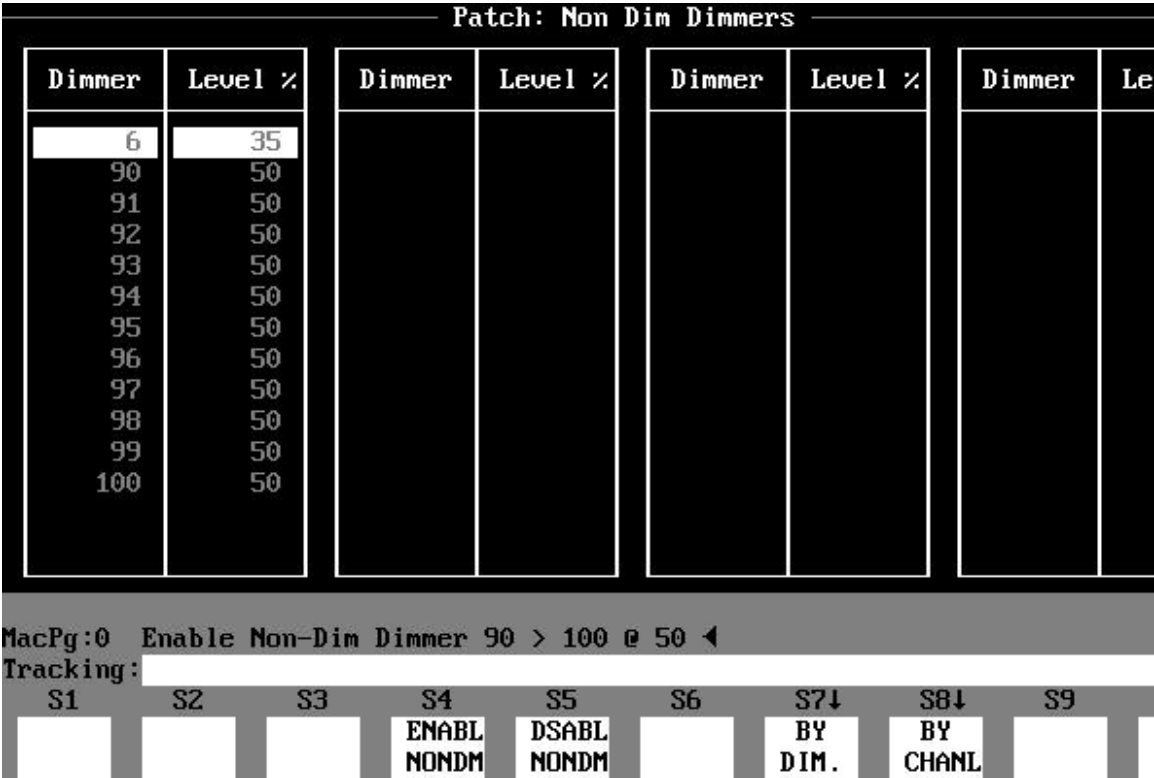 Patch: Non Dim Dimmers
Dimmer Level % Dimmer Level % Dimmer Level % Dimmer Le
6 35
90 50
91 50
92 50
93 50
94 50
95 50
96 50
97 50
98 50
99 50
100 50
MacPg:0 Enable Non-Dim Dimmer 90 > 100 @ 50 ◄
Tracking:
S1 S2 S3 S4 S5 S6 S7↓ S8↓ S9
ENABL DSABL BY BY
NONDM NONDM DIM. CHANL